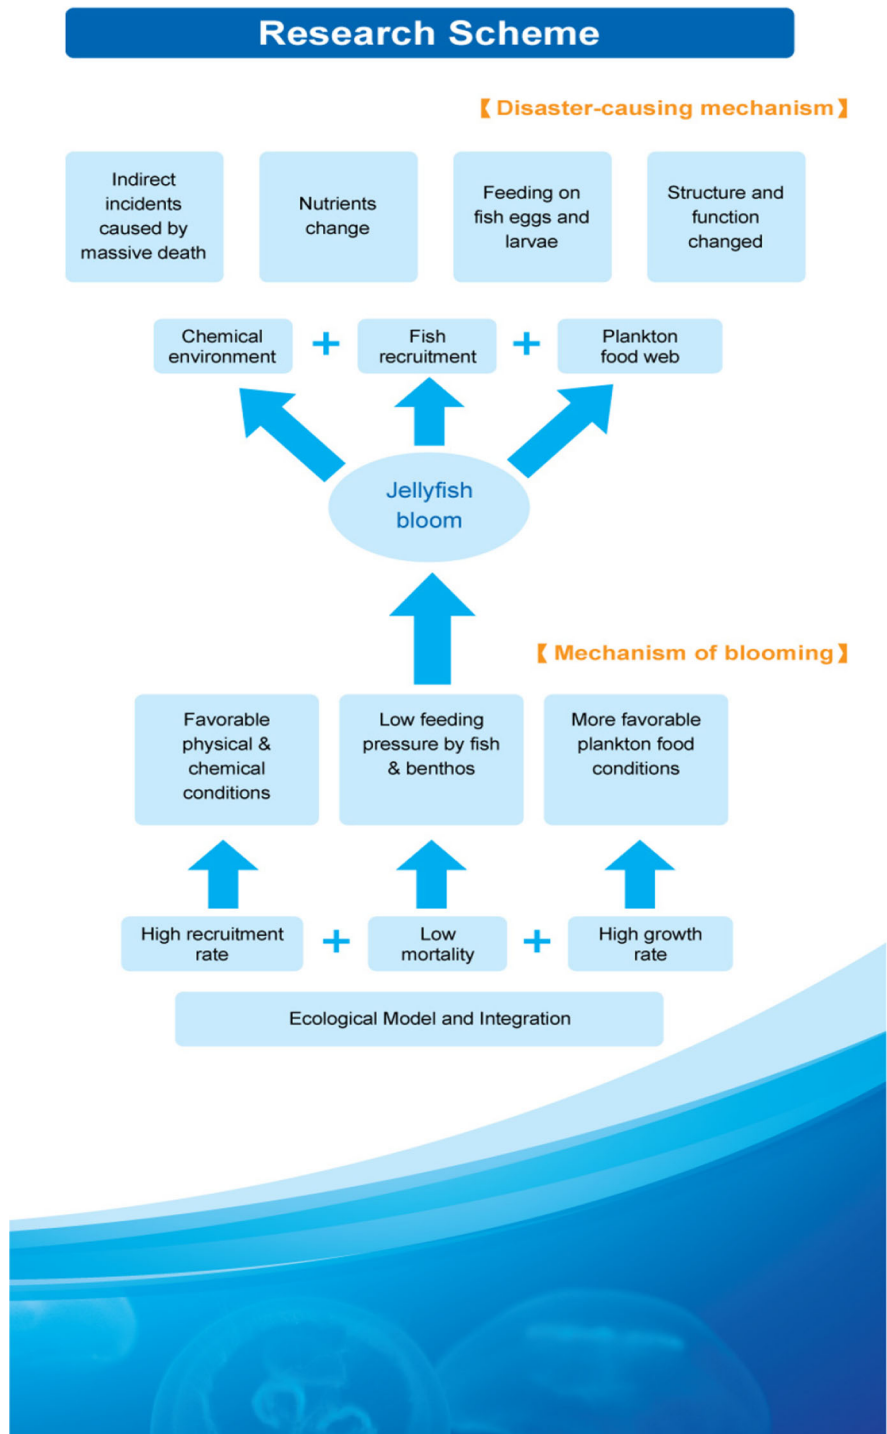 Research Scheme
【 Disaster-causing mechanism 】
Indirect
incidents
caused by
massive death
Nutrients
change
Feeding on
fish eggs and
larvae
Structure and
function
changed
Chemical
environment
+
Fish
recruitment
+
Plankton
food web
Jellyfish
bloom
【 Mechanism of blooming 】
Favorable
physical &
chemical
conditions
Low feeding
pressure by fish
& benthos
More favorable
plankton food
conditions
High recruitment
rate
+
Low
mortality
+
High growth
rate
Ecological Model and Integration